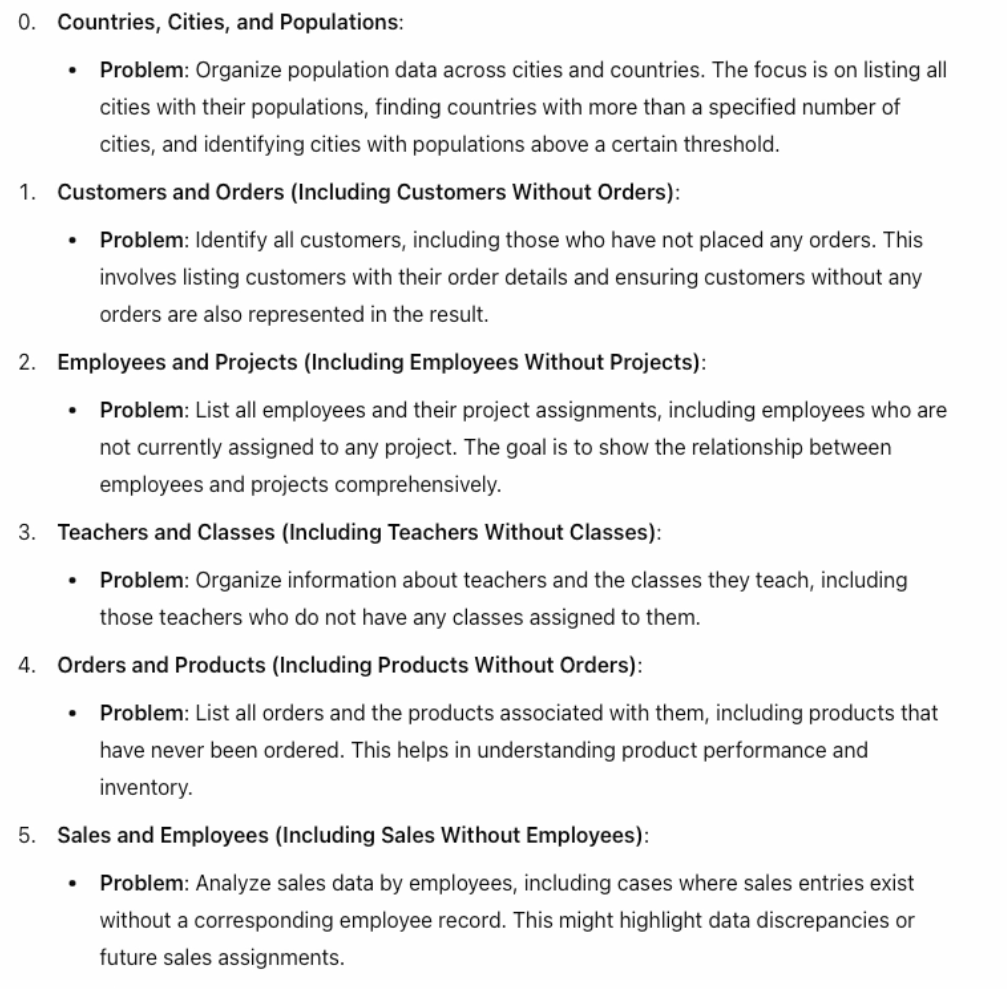 0. Countries, Cities, and Populations:
• Problem: Organize population data across cities and countries. The focus is on listing all
cities with their populations, finding countries with more than a specified number of
cities, and identifying cities with populations above a certain threshold.
1. Customers and Orders (Including Customers Without Orders):
• Problem: Identify all customers, including those who have not placed any orders. This
involves listing customers with their order details and ensuring customers without any
orders are also represented in the result.
2. Employees and Projects (Including Employees Without Projects):
• Problem: List all employees and their project assignments, including employees who are
not currently assigned to any project. The goal is to show the relationship between
employees and projects comprehensively.
3. Teachers and Classes (Including Teachers Without Classes):
• Problem: Organize information about teachers and the classes they teach, including
those teachers who do not have any classes assigned to them.
4. Orders and Products (Including Products Without Orders):
• Problem: List all orders and the products associated with them, including products that
have never been ordered. This helps in understanding product performance and
inventory.
5. Sales and Employees (Including Sales Without Employees):
• Problem: Analyze sales data by employees, including cases where sales entries exist
without a corresponding employee record. This might highlight data discrepancies or
future sales assignments.